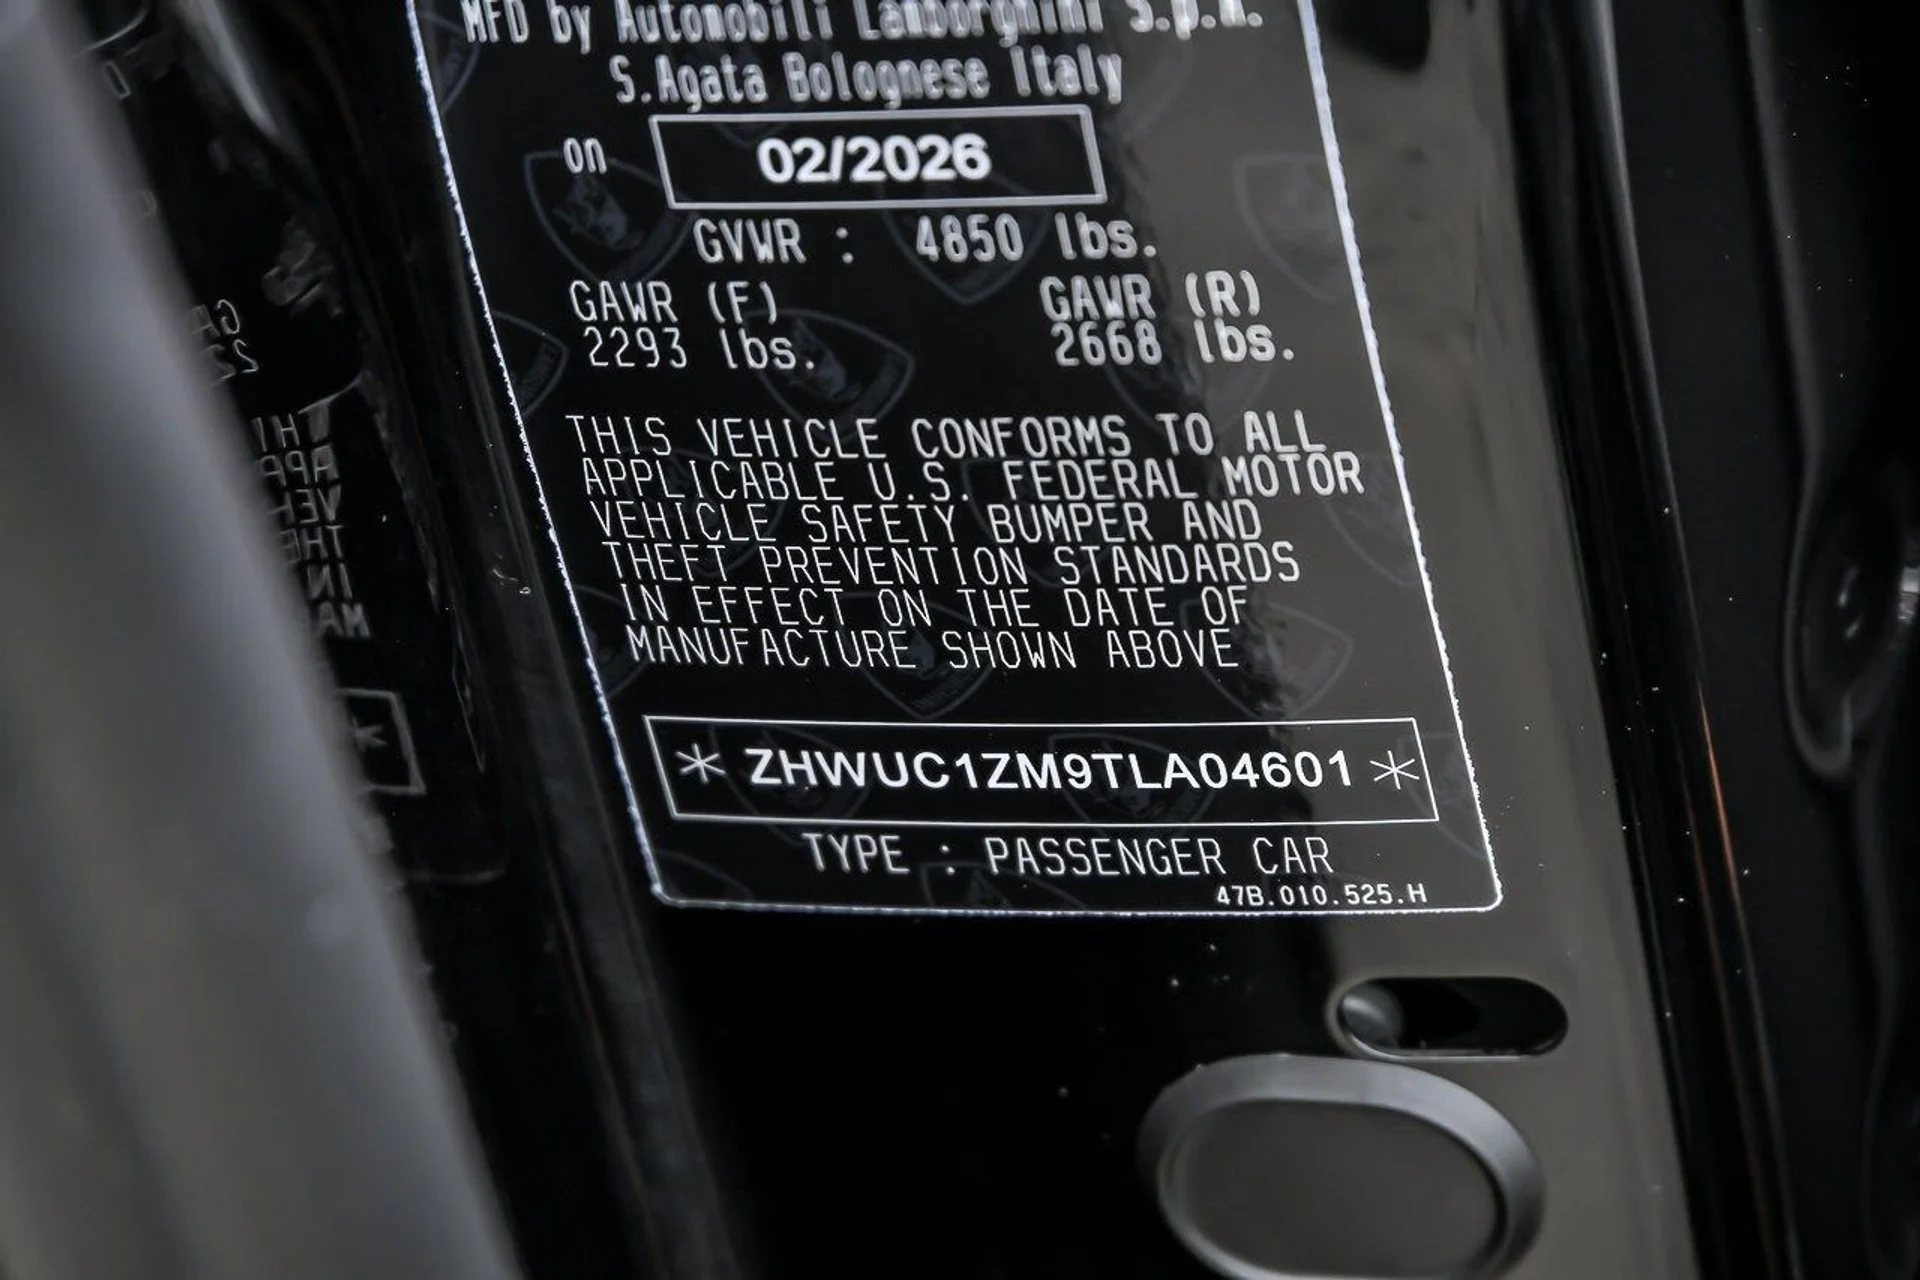 MFD by Automobili Lamborghini S.p.A.
S.Agata Bolognese Italy
on 02/2026
GVWR : 4850 lbs.
GAWR (F) GAWR (R)
2293 lbs. 2668 lbs.
THIS VEHICLE CONFORMS TO ALL
APPLICABLE U.S. FEDERAL MOTOR
VEHICLE SAFETY BUMPER AND
THEFT PREVENTION STANDARDS
IN EFFECT ON THE DATE OF
MANUFACTURE SHOWN ABOVE
* ZHWUC1ZM9TLA04601 *
TYPE : PASSENGER CAR
47B.010.525.H